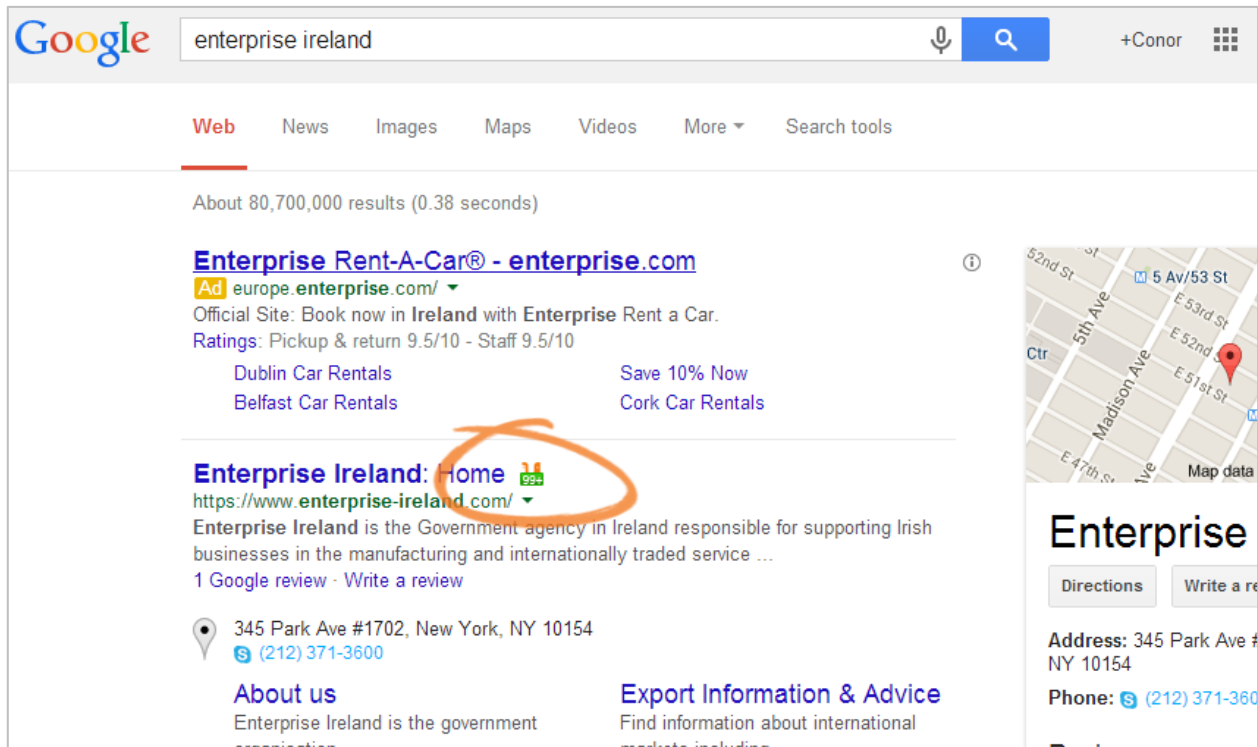 Google
enterprise ireland
+Conor
Web News Images Maps Videos More Search tools
About 80,700,000 results (0.38 seconds)
Enterprise Rent-A-Car® - enterprise.com
Ad europe.enterprise.com/
Official Site: Book now in Ireland with Enterprise Rent a Car.
Ratings: Pickup & return 9.5/10 - Staff 9.5/10
Dublin Car Rentals Save 10% Now
Belfast Car Rentals Cork Car Rentals
Enterprise Ireland: Home
99+
https://www.enterprise-ireland.com/
Enterprise Ireland is the Government agency in Ireland responsible for supporting Irish
businesses in the manufacturing and internationally traded service ...
1 Google review · Write a review
345 Park Ave #1702, New York, NY 10154
(212) 371-3600
About us
Enterprise Ireland is the government
Export Information & Advice
Find information about international
52nd St
5 Av/53 St
5th Ave
E 53rd St
E 52nd
Ctr
Madison Ave
E 51st St
E 47th St
Map data
Enterprise
Directions
Write a re
Address: 345 Park Ave #
NY 10154
Phone: (212) 371-360